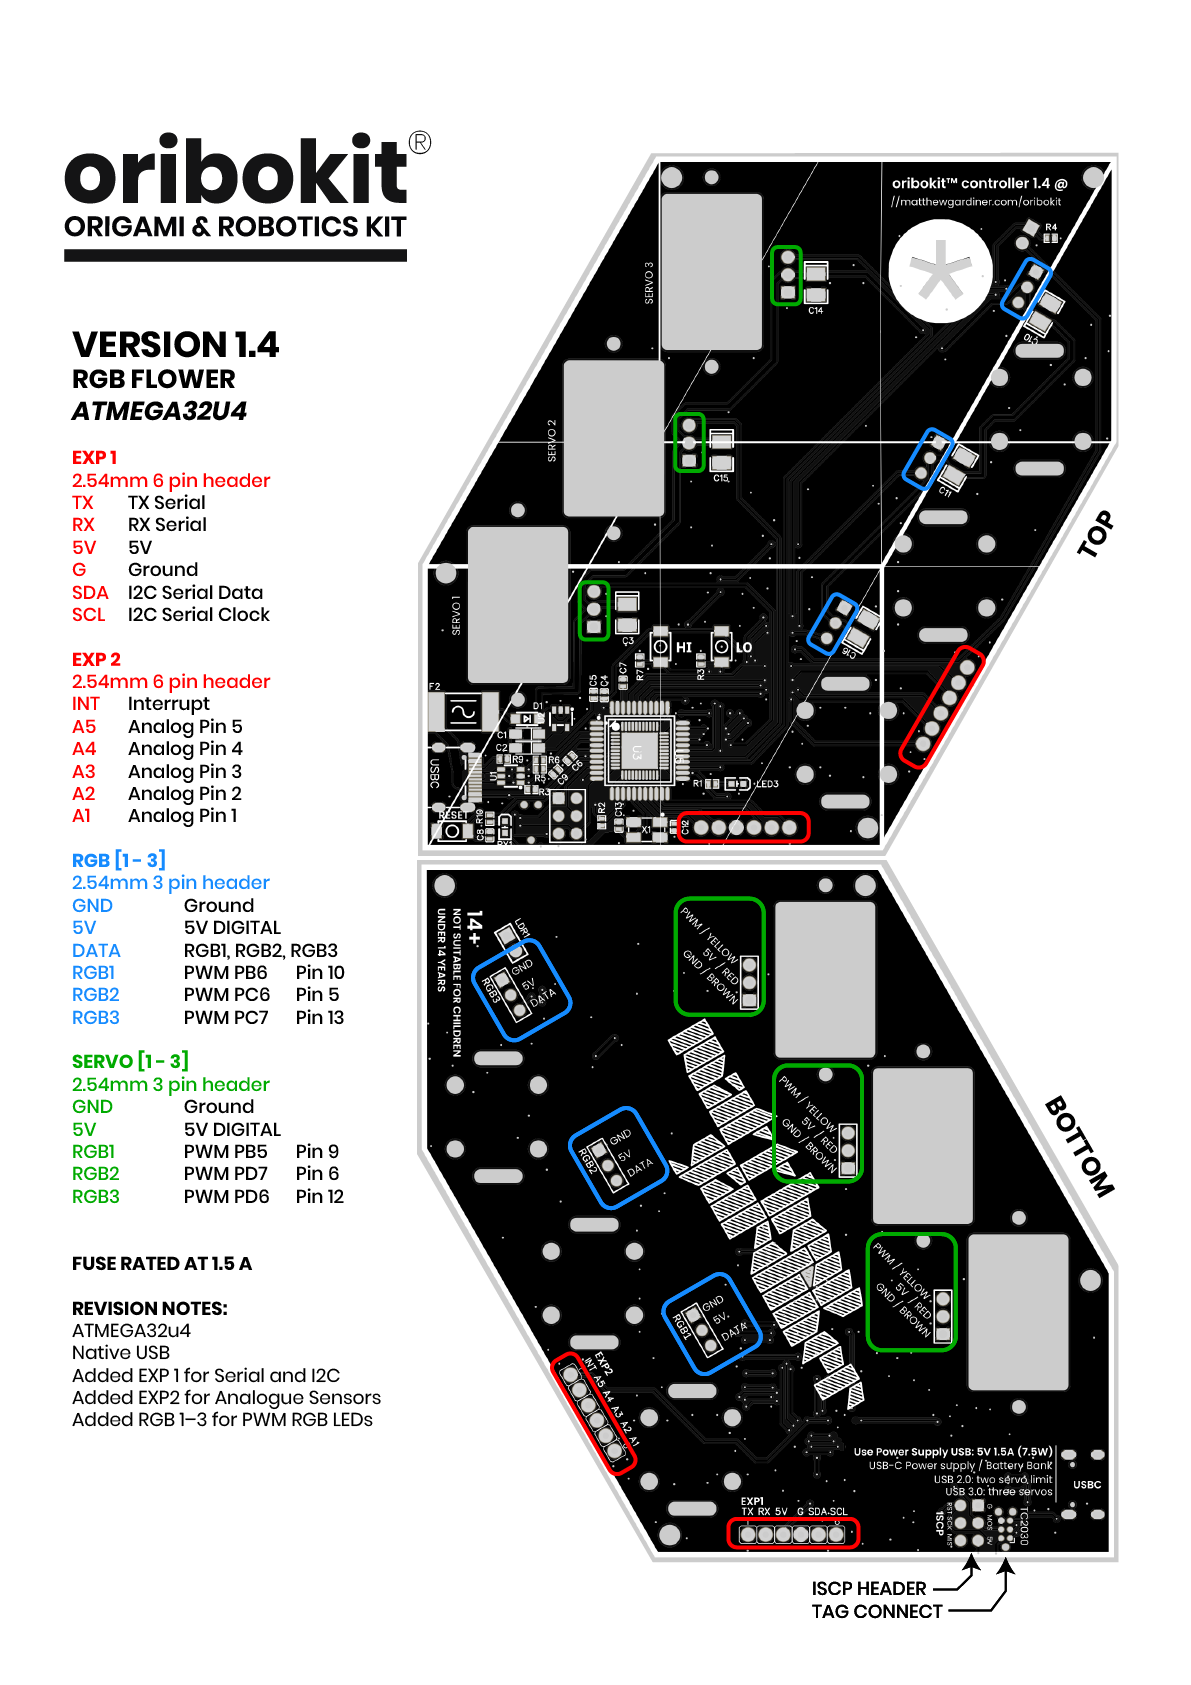 oribokit®
ORIGAMI & ROBOTICS KIT
VERSION 1.4
RGB FLOWER
ATMEGA32U4
EXP 1
2.54mm 6 pin header
TX TX Serial
RX RX Serial
5V 5V
G Ground
SDA I2C Serial Data
SCL I2C Serial Clock
EXP 2
2.54mm 6 pin header
INT Interrupt
A5 Analog Pin 5
A4 Analog Pin 4
A3 Analog Pin 3
A2 Analog Pin 2
A1 Analog Pin 1
RGB [1 - 3]
2.54mm 3 pin header
GND Ground
5V 5V DIGITAL
DATA RGB1, RGB2, RGB3
RGB1 PWM PB6 Pin 10
RGB2 PWM PC6 Pin 5
RGB3 PWM PC7 Pin 13
SERVO [1 - 3]
2.54mm 3 pin header
GND Ground
5V 5V DIGITAL
RGB1 PWM PB5 Pin 9
RGB2 PWM PD7 Pin 6
RGB3 PWM PD6 Pin 12
FUSE RATED AT 1.5 A
REVISION NOTES:
ATMEGA32u4
Native USB
Added EXP 1 for Serial and I2C
Added EXP2 for Analogue Sensors
Added RGB 1–3 for PWM RGB LEDs
oribokit™ controller 1.4 @
//matthewgardiner.com/oribokit
R4
SERVO 3
C14
C10
SERVO 2
C15
C11
TOP
SERVO 1
C3
C16
HI
LO
R7
R3
C7
C5
C4
F2
D1
C1
C2
R9
R6
U1
R5
C9
C6
R3
U3
USBC
R1
LED3
RESET
R10
C8
R2
C13
X1
C12
14+
NOT SUITABLE FOR CHILDREN
UNDER 14 YEARS
LDR1
RGB3
GND
5V
DATA
PWM / YELLOW
5V / RED
GND / BROWN
RGB2
GND
5V
DATA
PWM / YELLOW
5V / RED
GND / BROWN
BOTTOM
RGB1
GND
5V
DATA
PWM / YELLOW
5V / RED
GND / BROWN
EXP2
INT A5 A4 A3 A2 A1
Use Power Supply USB: 5V 1.5A (7.5W)
USB-C Power supply / Battery Bank
USB 2.0: two servo limit
USB 3.0: three servos
USBC
EXP1
TX RX 5V G SDA SCL
ISCP
RST SCK
G MOS 5V
TC2030
ISCP HEADER
TAG CONNECT